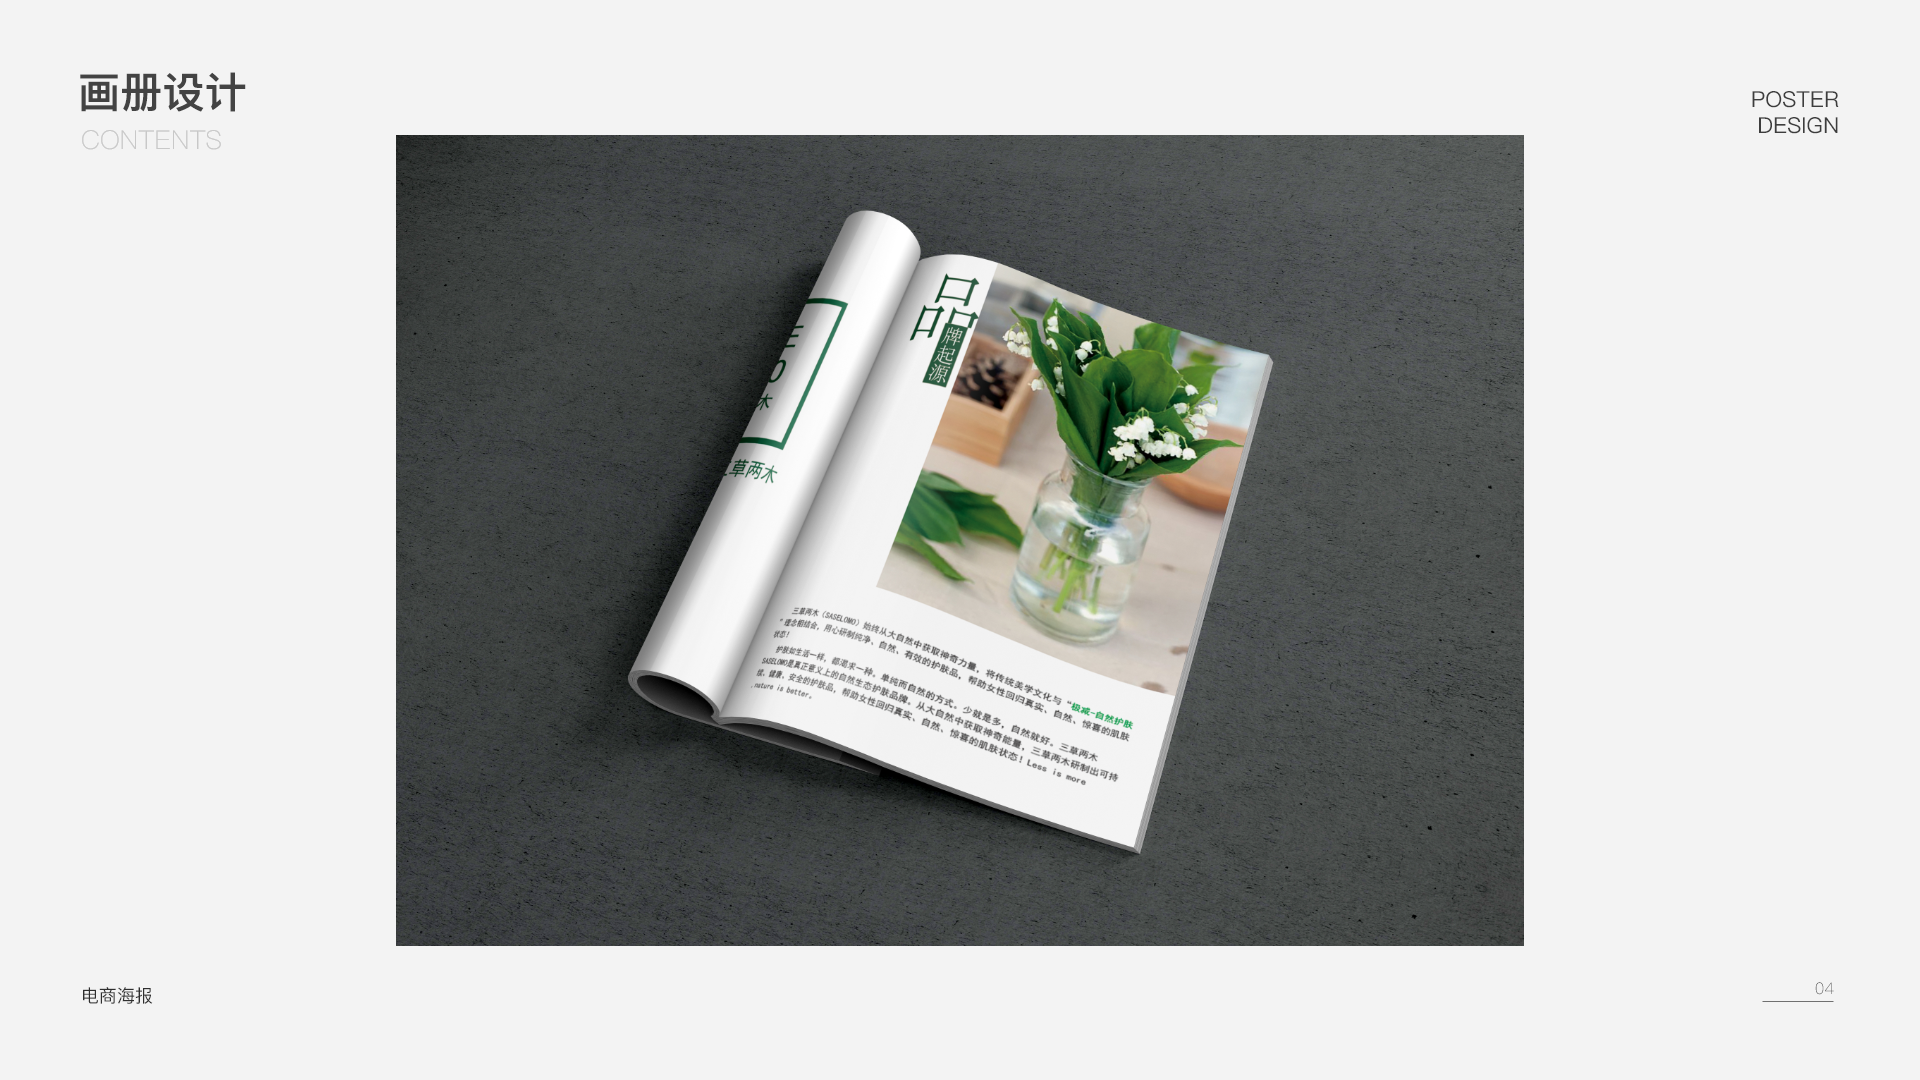 画册设计
CONTENTS
POSTER
DESIGN
品
牌起源
木
草两木
三草两木（SASELOMO）始终从大自然中获取神奇力量，将传统美学文化与“极减-自然护肤
”理念相结合，用心研制纯净、自然、有效的护肤品，帮助女性回归真实、自然、惊喜的肌肤
状态！
护肤如生活一样，都渴求一种，单纯而自然的方式。少就是多，自然就好。三草两木
SASELOMO是真正意义上的自然生态护肤品牌。从大自然中获取神奇能量，三草两木研制出可持
续、健康、安全的护肤品，帮助女性回归真实、自然、惊喜的肌肤状态！Less is more
,nature is better。
电商海报
04